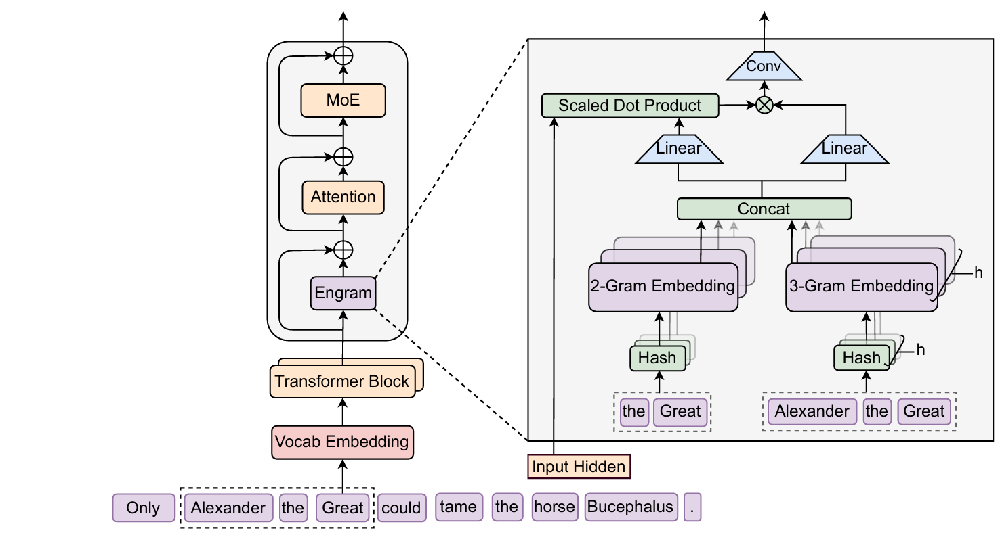 MoE
Attention
Engram
Transformer Block
Vocab Embedding
Only Alexander the Great could tame the horse Bucephalus .
Conv
Scaled Dot Product
Linear Linear
Concat
2-Gram Embedding 3-Gram Embedding h
Hash Hash h
the Great Alexander the Great
Input Hidden